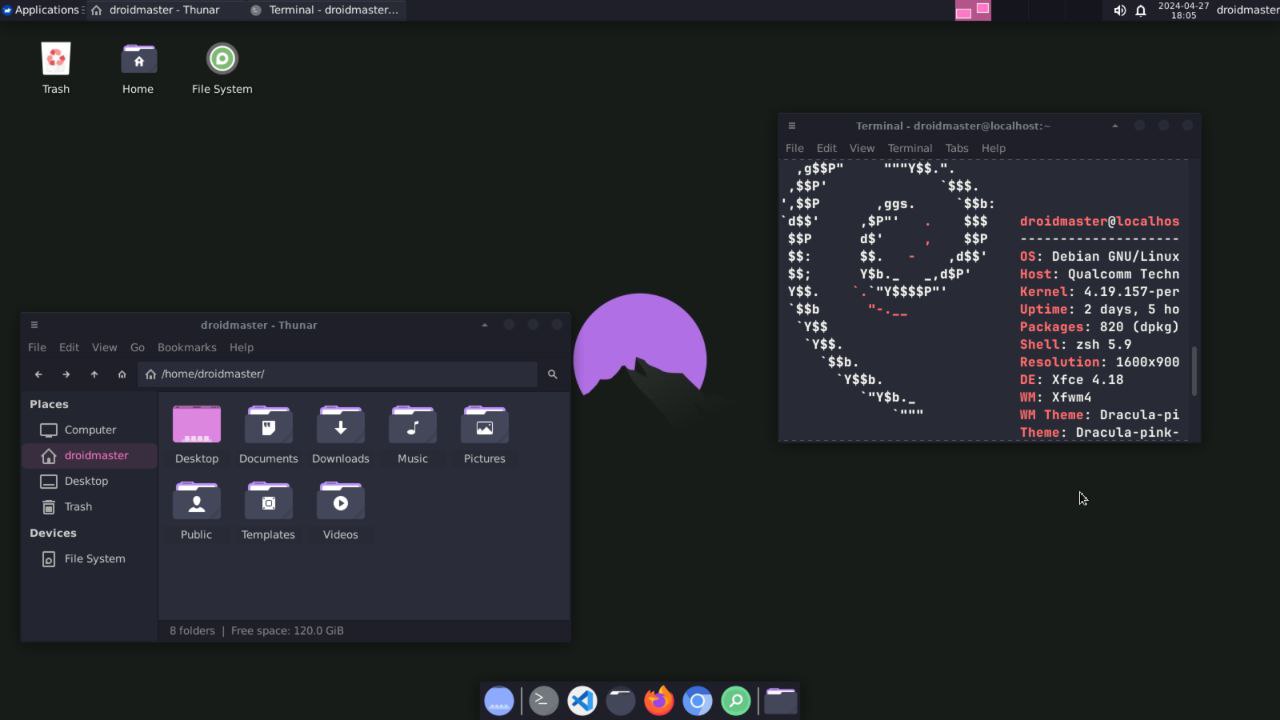 Applications droidmaster - Thunar Terminal - droidmaster... 2024-04-27 droidmaster
18:05
Trash Home File System
Terminal - droidmaster@localhost:~
File Edit View Terminal Tabs Help
,g$$P"     """Y$$.".
,$$P'              `$$$.
',$$P       ,ggs.     `$$b:
`d$$'     ,$P"'   .    $$$    droidmaster@localhos
$$P      d$'     ,    $$P    --------------------
$$:      $$.   -    ,d$$'    OS: Debian GNU/Linux
$$;      Y$b._   _,d$P'      Host: Qualcomm Techn
Y$$.    `.`"Y$$$$P"'         Kernel: 4.19.157-per
`$$b      "-.__              Uptime: 2 days, 5 ho
`Y$$                        Packages: 820 (dpkg)
`Y$$.                      Shell: zsh 5.9
`$$b.                    Resolution: 1600x900
`Y$$b.                 DE: Xfce 4.18
`"Y$b._             WM: Xfwm4
`"""            WM Theme: Dracula-pi
Theme: Dracula-pink-
droidmaster - Thunar
File Edit View Go Bookmarks Help
/home/droidmaster/
Places
Computer
droidmaster
Desktop
Trash
Devices
File System
Desktop Documents Downloads Music Pictures
Public Templates Videos
8 folders | Free space: 120.0 GiB